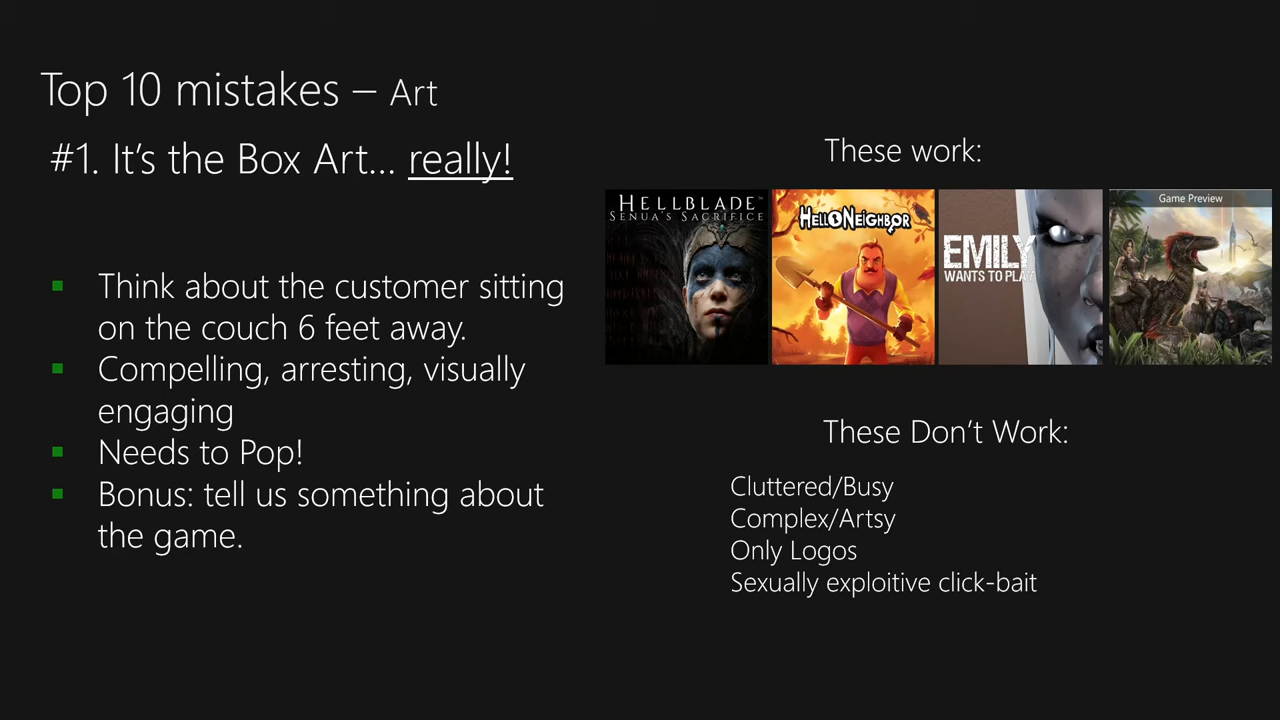 Top 10 mistakes – Art
#1. It's the Box Art... really!
Think about the customer sitting
on the couch 6 feet away.
Compelling, arresting, visually
engaging
Needs to Pop!
Bonus: tell us something about
the game.
These work:
HELLBLADE™
SENUA'S SACRIFICE
HELLO NEIGHBOR
EMILY
WANTS TO PLAY
Game Preview
These Don't Work:
Cluttered/Busy
Complex/Artsy
Only Logos
Sexually exploitive click-bait